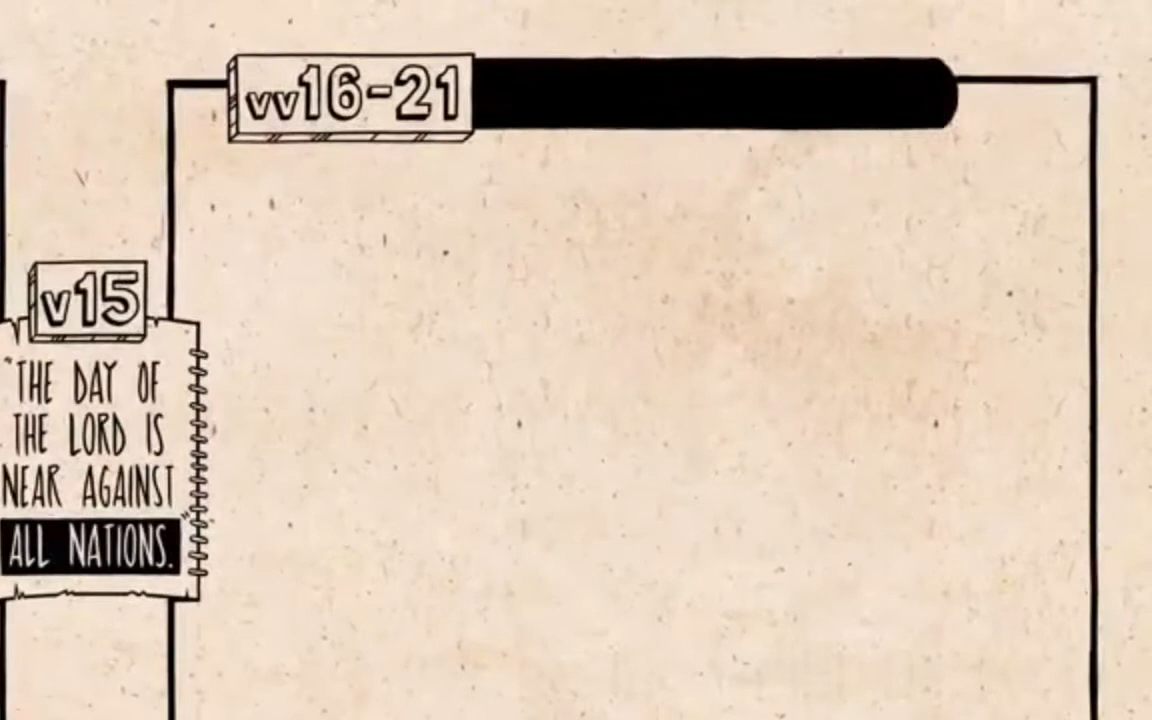 vv16-21
v15
"THE DAY OF
THE LORD IS
NEAR AGAINST
ALL NATIONS."